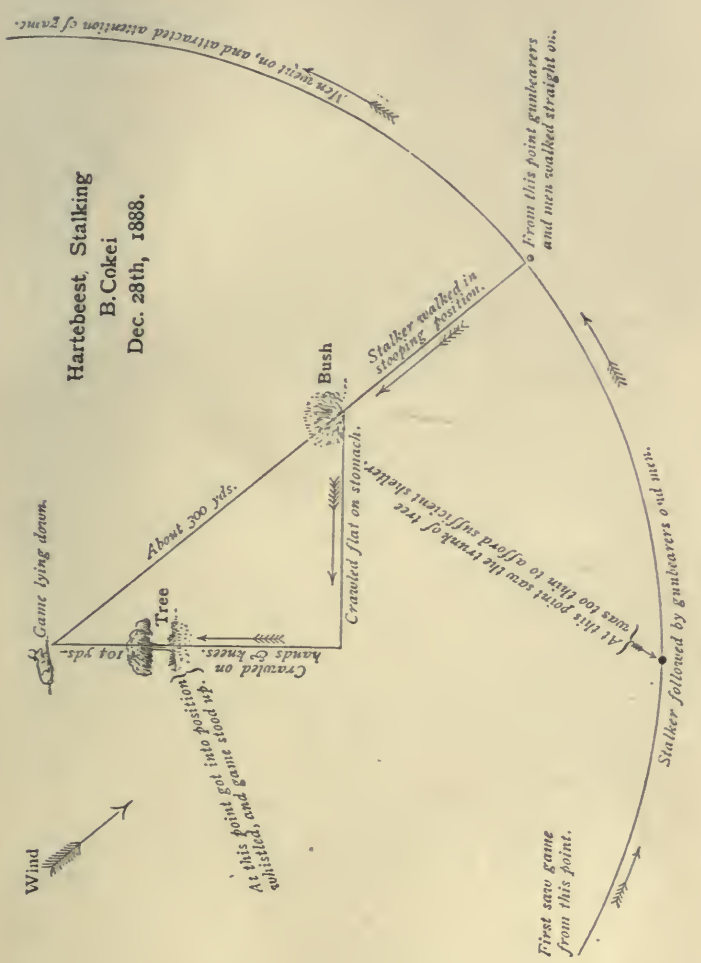 Hartebeest, Stalking
B. Cokei
Dec. 28th, 1888.
Wind
Game lying down.
About 300 yds.
104 yds.
Tree
Crawled on
hands & knees.
At this point got into position
whistled, and game stood up.
Bush
Crawled flat on stomach.
Stalker walked in
stooping position.
Men went on, and attracted attention of game.
From this point gunbearers
and men walked straight on.
At this point saw the trunk of tree
was too thin to afford sufficient shelter.
Stalker followed by gunbearers and men.
First saw game
from this point.